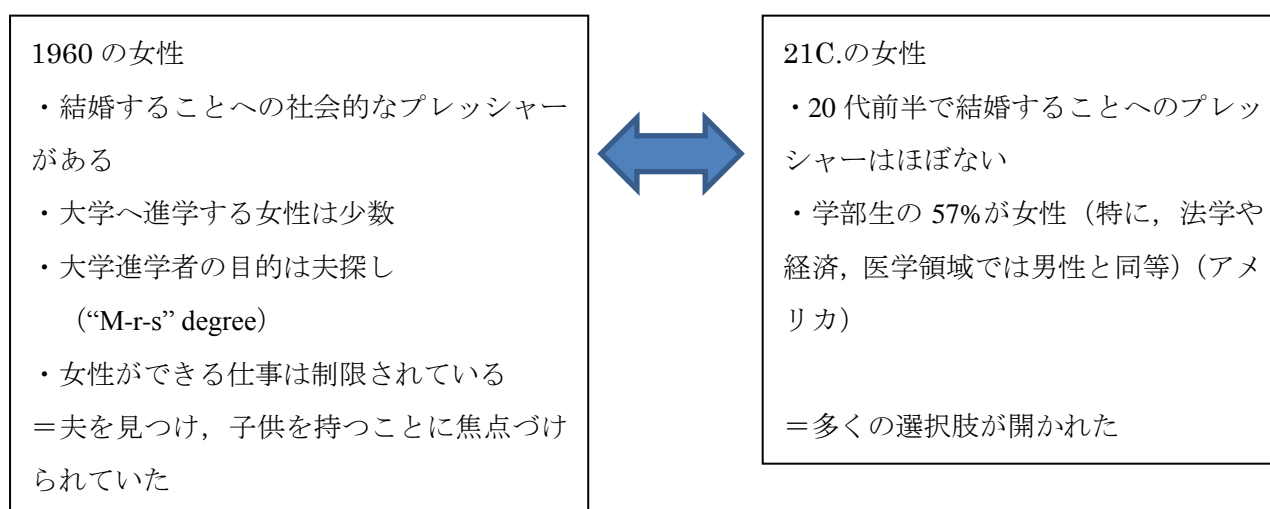 1960 の女性
・結婚することへの社会的なプレッシャー
がある
・大学へ進学する女性は少数
・大学進学者の目的は夫探し
（“M-r-s” degree）
・女性ができる仕事は制限されている
＝夫を見つけ，子供を持つことに焦点づけ
られていた
21C.の女性
・20 代前半で結婚することへのプレッ
シャーはほぼない
・学部生の 57%が女性（特に，法学や
経済，医学領域では男性と同等）（アメ
リカ）
＝多くの選択肢が開かれた